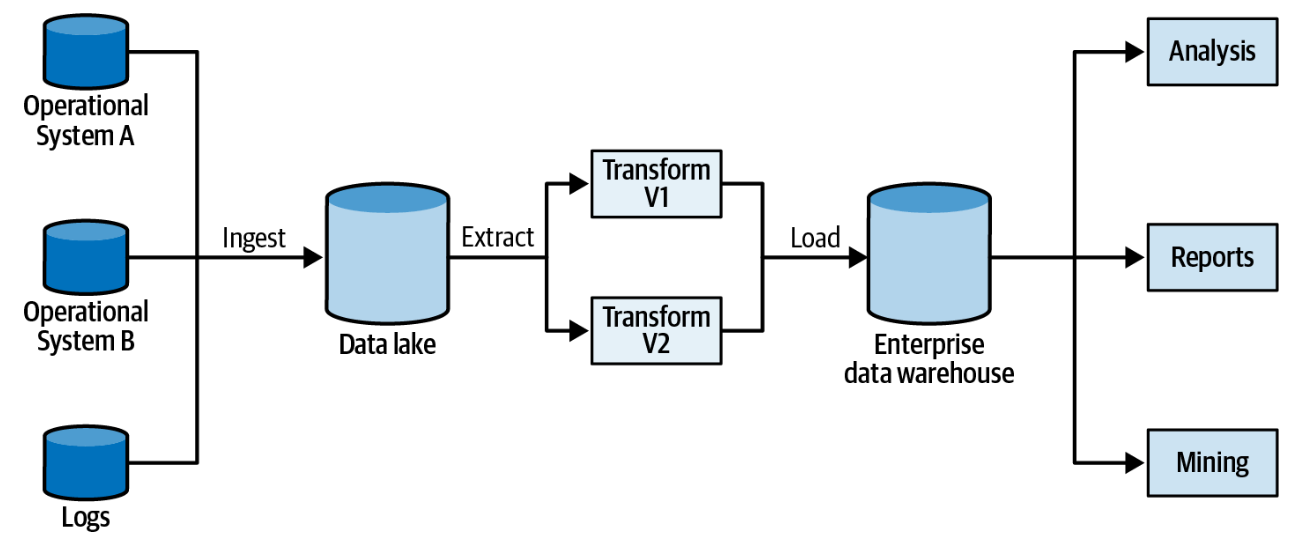 Operational
System A
Operational
System B
Logs
Ingest
Data lake
Extract
Transform
V1
Transform
V2
Load
Enterprise
data warehouse
Analysis
Reports
Mining